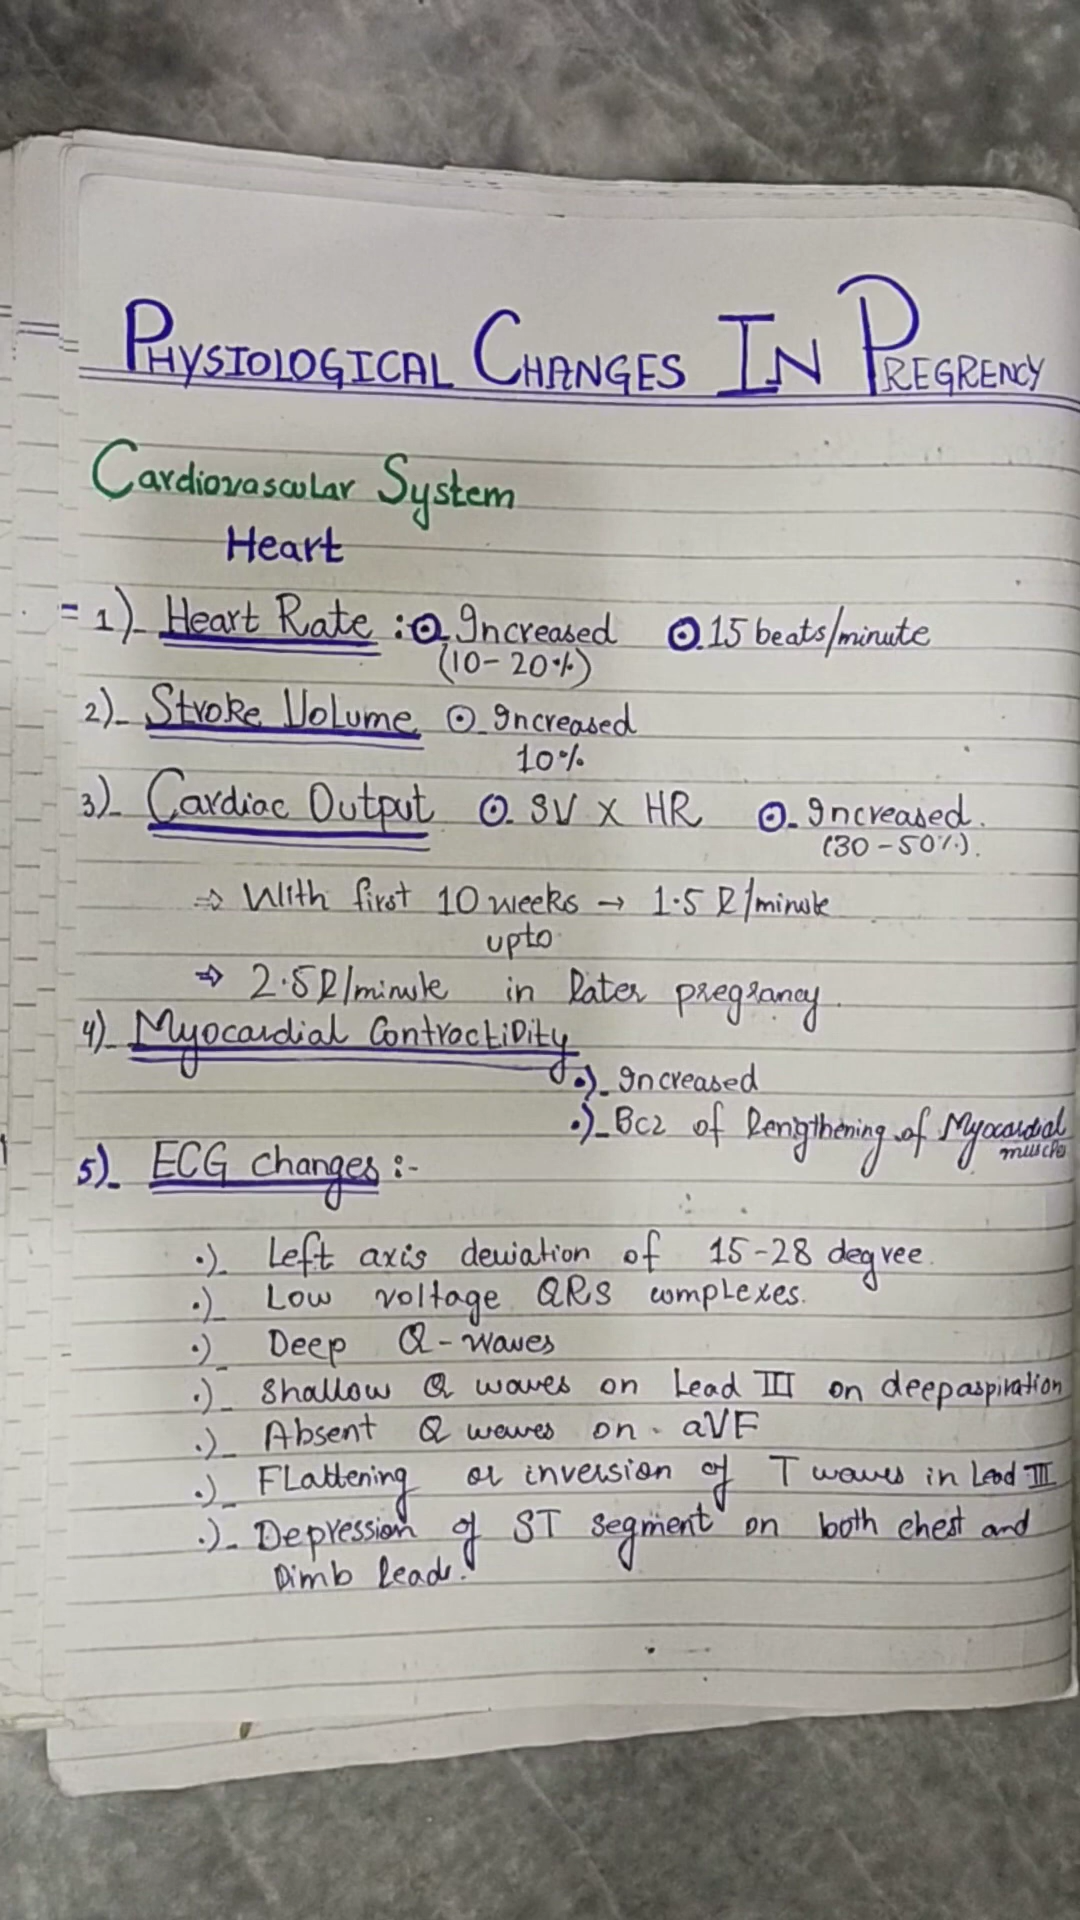 PHYSIOLOGICAL CHANGES IN PREGRENCY
Cardiovascular System
Heart
= 1)_ Heart Rate :⊙ Increased ⊙ 15 beats/minute
(10-20%)
2)_ Stroke Volume ⊙_ Increased
10%
3)_ Cardiac Output ⊙_ SV X HR ⊙_ Increased.
(30-50%).
⇒ With first 10 weeks → 1.5 l/minute
upto
⇒ 2.5 l/minute in later pregrancy.
4)_ Myocardial Contractility
•)_ Increased
•)_ Bcz of lengthening of Myocardial
muscles
5)_ ECG changes :-
•)_ Left axis deviation of 15-28 degree.
•)_ Low voltage QRS complexes.
•)_ Deep Q-waves
•)_ Shallow Q waves on Lead III on deepaspiration
•)_ Absent Q waves on aVF
•)_ Flattening or inversion of T waves in Lead III
•)_ Depression of ST segment on both chest and
limb leads.